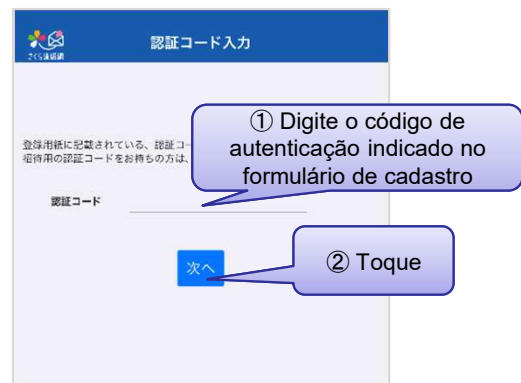 さくら連絡網
認証コード入力
① Digite o código de
autenticação indicado no
formulário de cadastro
登録用紙に記載されている、認証コー
招待用の認証コードをお持ちの方は、
認証コード
次へ
② Toque